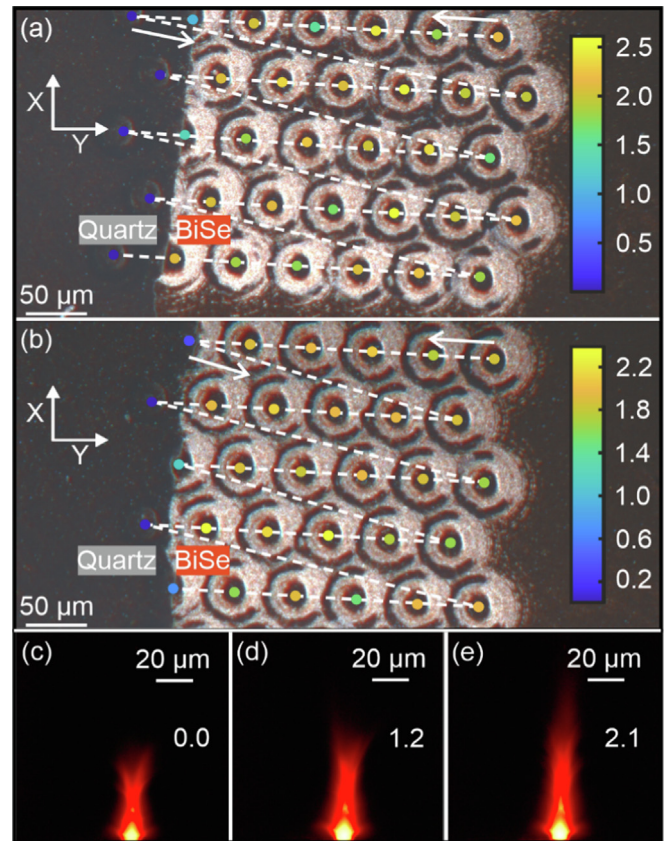 (a)
X
Y
Quartz BiSe
50 μm
2.5
2.0
1.5
1.0
0.5
(b)
X
Y
Quartz BiSe
50 μm
2.2
1.8
1.4
1.0
0.6
0.2
(c) 20 μm
0.0
(d) 20 μm
1.2
(e) 20 μm
2.1